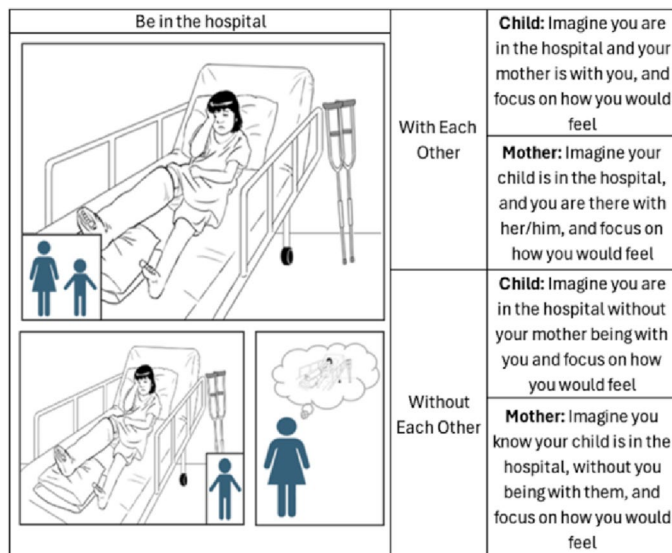 Be in the hospital
With Each
Other
Child: Imagine you are
in the hospital and your
mother is with you, and
focus on how you would
feel
Mother: Imagine your
child is in the hospital,
and you are there with
her/him, and focus on
how you would feel
Without
Each Other
Child: Imagine you are
in the hospital without
your mother being with
you and focus on how
you would feel
Mother: Imagine you
know your child is in the
hospital, without you
being with them, and
focus on how you would
feel